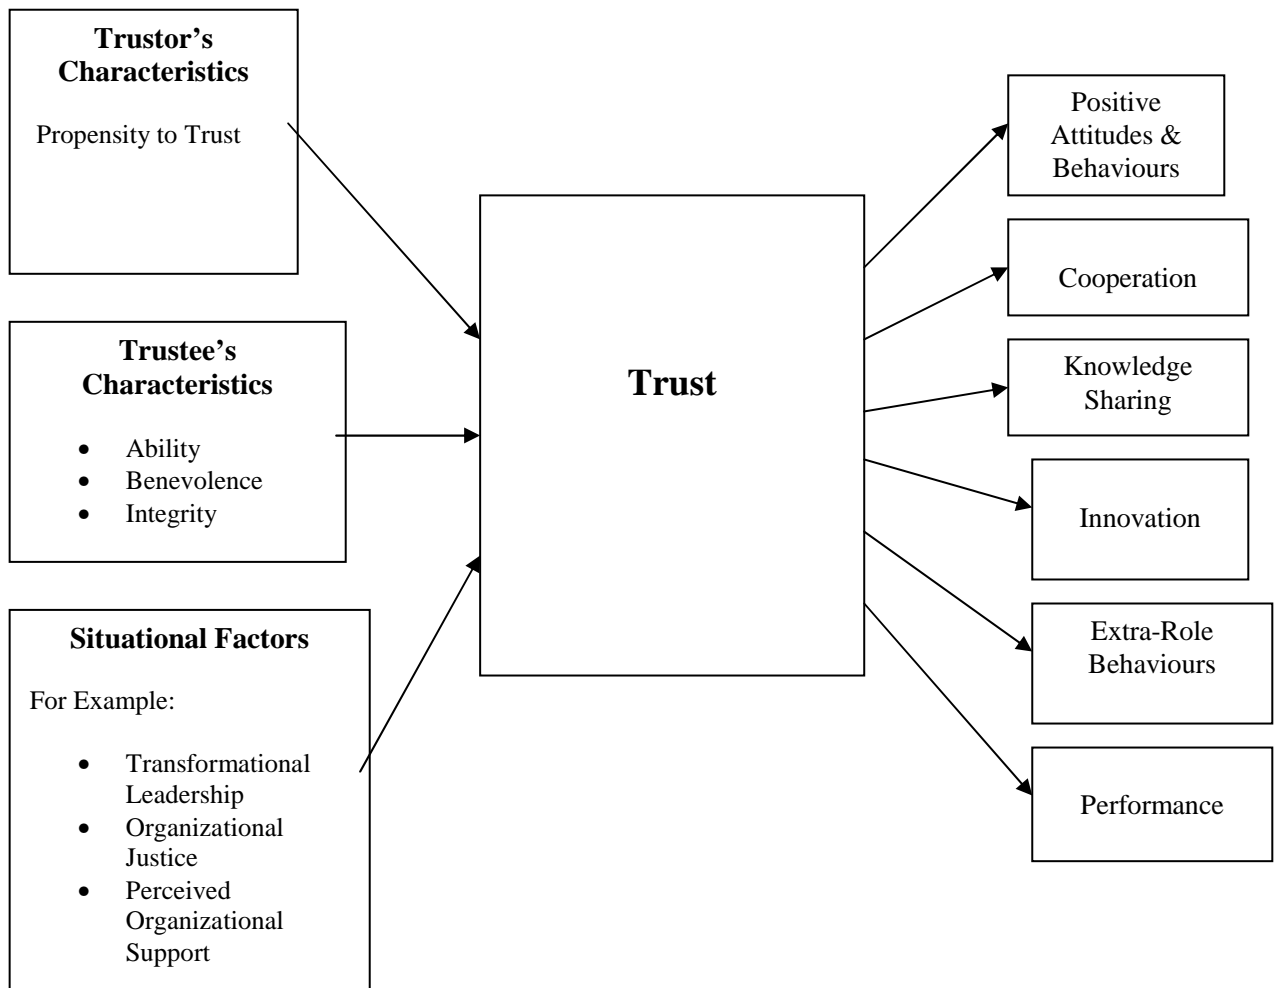 Trustor’s
Characteristics
Propensity to Trust
Trustee’s
Characteristics
• Ability
• Benevolence
• Integrity
Situational Factors
For Example:
• Transformational
Leadership
• Organizational
Justice
• Perceived
Organizational
Support
Trust
Positive
Attitudes &
Behaviours
Cooperation
Knowledge
Sharing
Innovation
Extra-Role
Behaviours
Performance